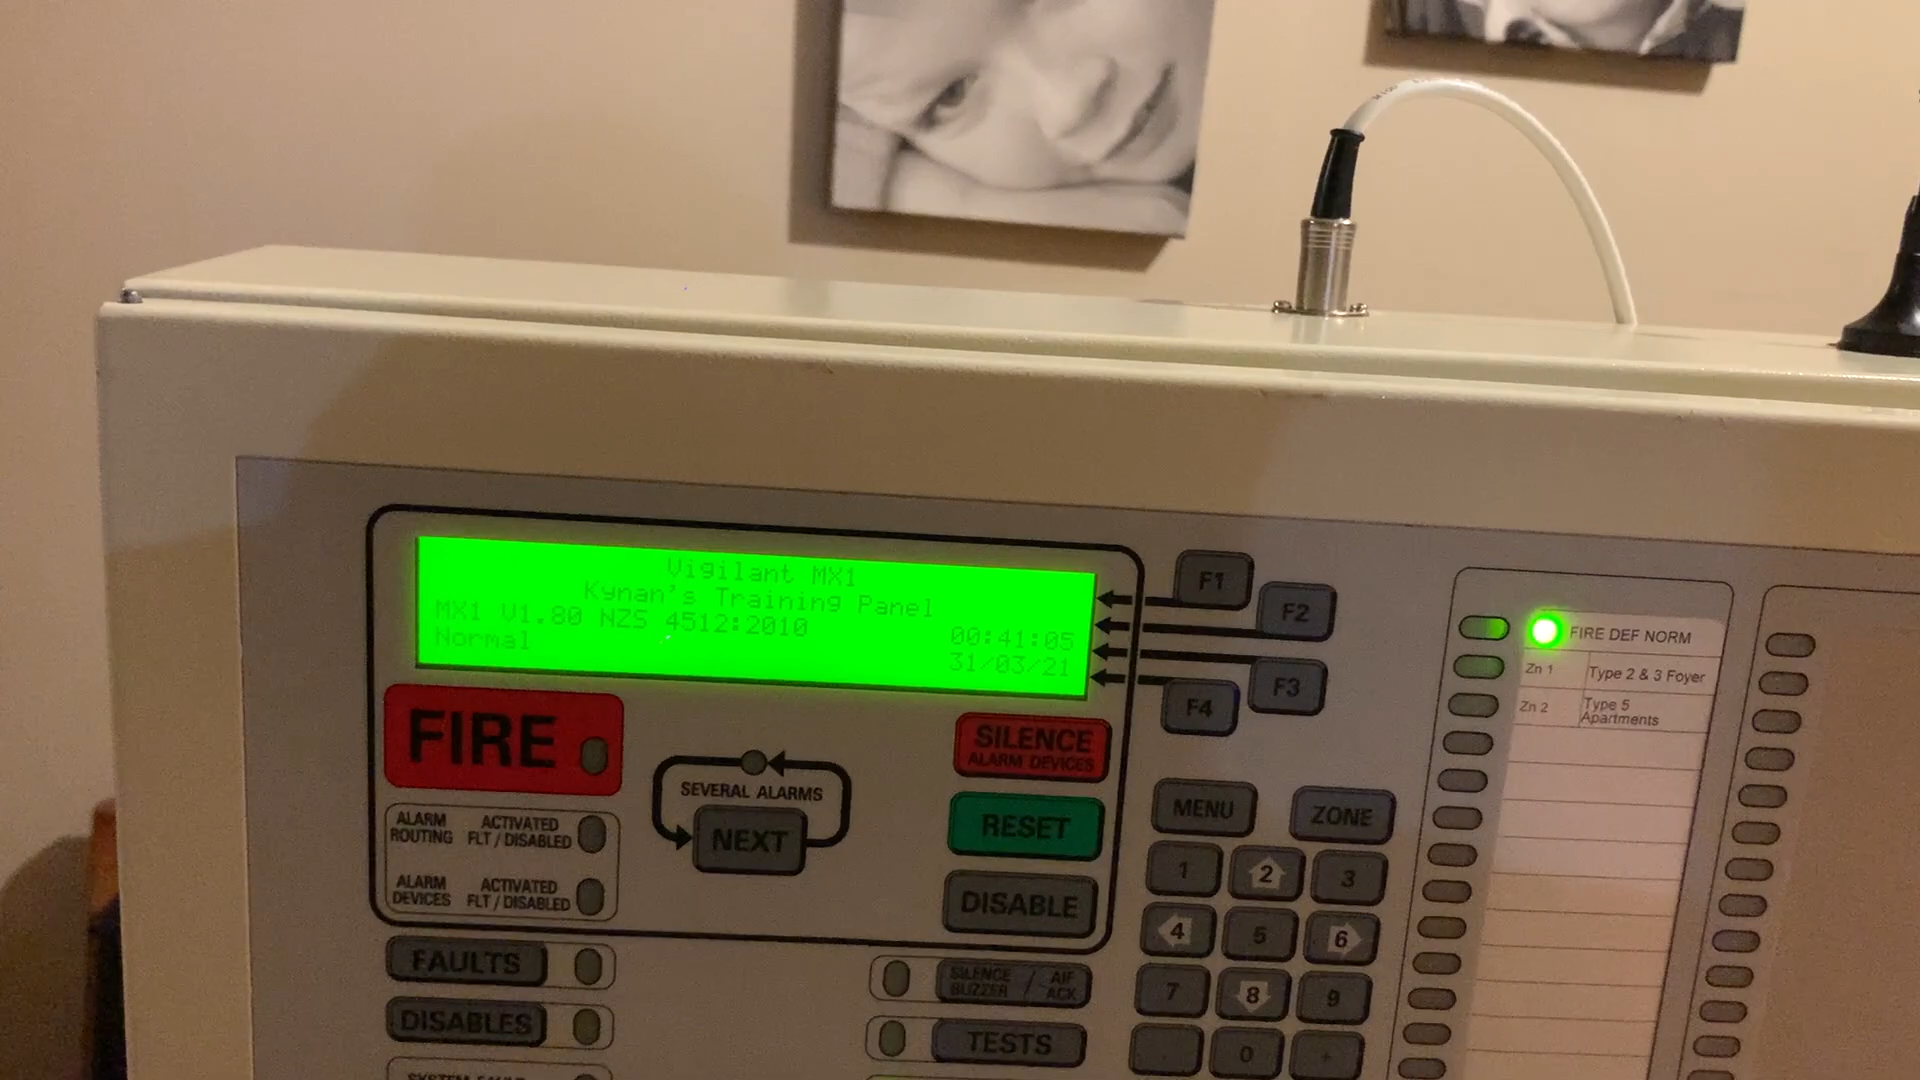 Vigilant MX1
Kynan's Training Panel
MX1 V1.80 NZS 4512:2010 00:41:05
Normal 31/03/21
F1
F2
F3
F4
FIRE
SILENCE
ALARM DEVICES
SEVERAL ALARMS
NEXT
RESET
DISABLE
ALARM ROUTING
ACTIVATED
FLT / DISABLED
ALARM DEVICES
ACTIVATED
FLT / DISABLED
FAULTS
DISABLES
SILENCE BUZZER / AIF ACK
TESTS
MENU
ZONE
1 2 3
4 5 6
7 8 9
0
FIRE DEF NORM
Zn 1 Type 2 & 3 Foyer
Zn 2 Type 5 Apartments